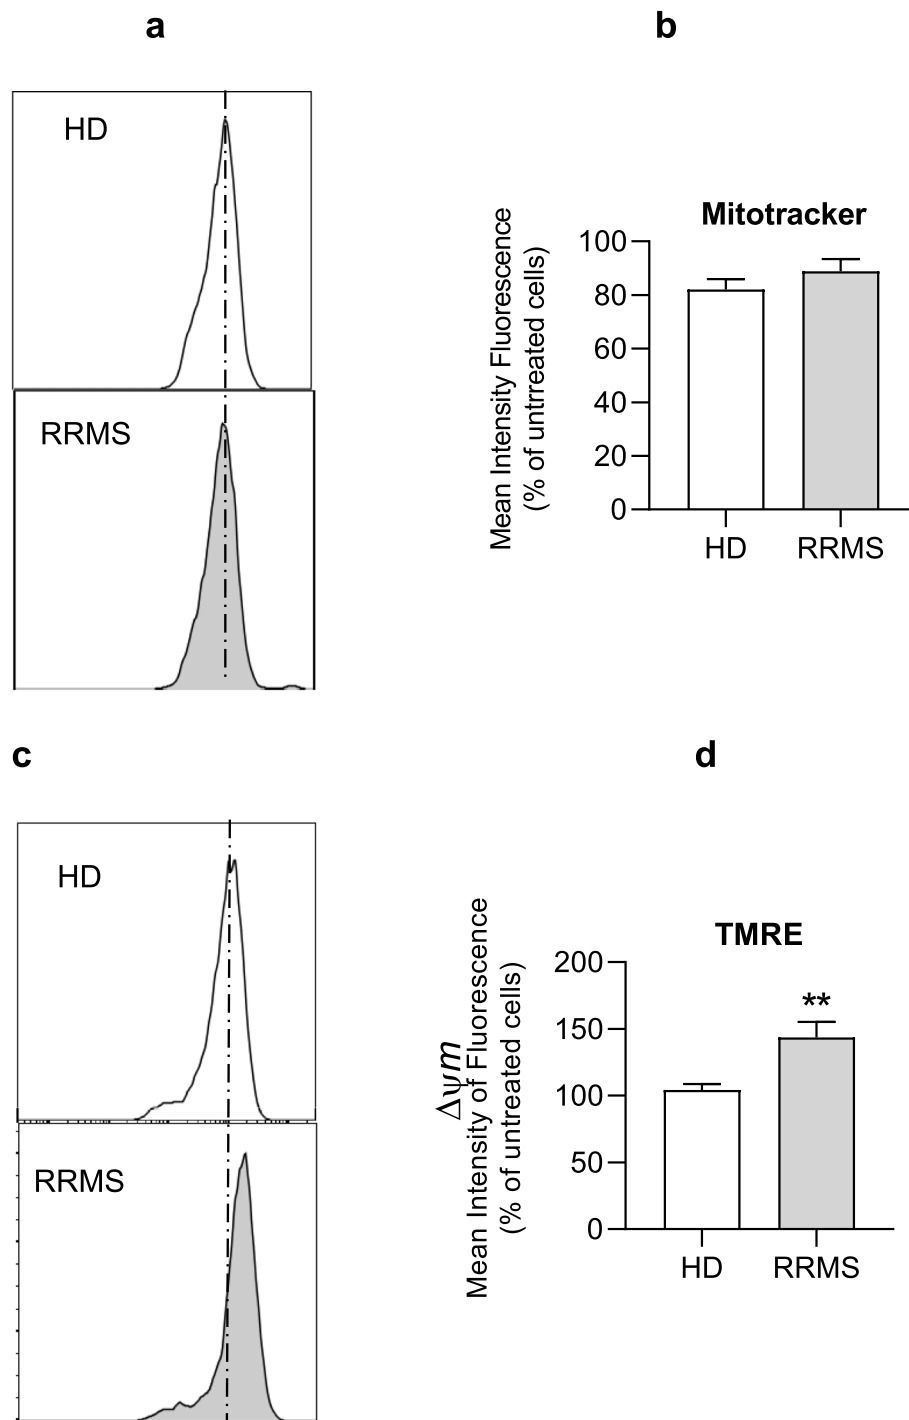 a
HD
RRMS
b
Mitotracker
Mean Intensity Fluorescence
(% of untrreated cells)
100
80
60
40
20
0
HD
RRMS
c
HD
RRMS
d
TMRE
Δψm
Mean Intensity of Fluorescence
(% of untreated cells)
200
150
100
50
0
**
HD
RRMS